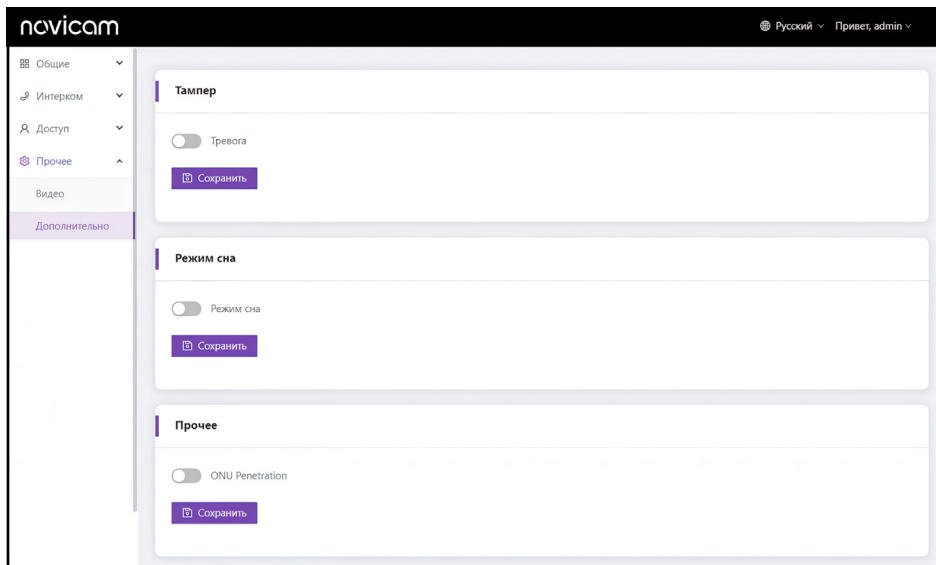 novicam
Русский
Привет, admin
Общие
Интерком
Доступ
Прочее
Видео
Дополнительно
Тампер
Тревога
Сохранить
Режим сна
Режим сна
Сохранить
Прочее
ONU Penetration
Сохранить